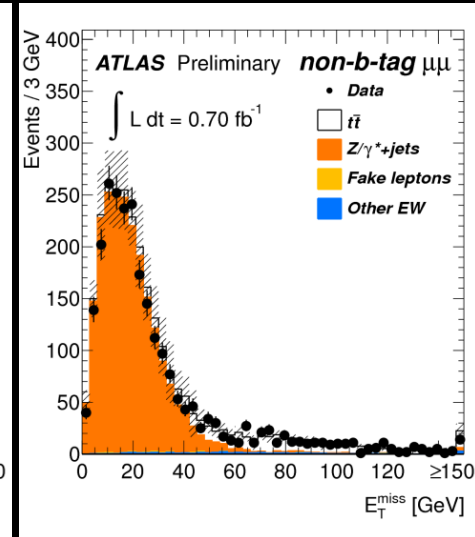 400
350
300
250
200
150
100
50
0
Events / 3 GeV
ATLAS Preliminary
non-b-tag μμ
∫ L dt = 0.70 fb⁻¹
Data
tt̄
Z/γ*+jets
Fake leptons
Other EW
0 20 40 60 80 100 120 ≥150
E_T^miss [GeV]
0